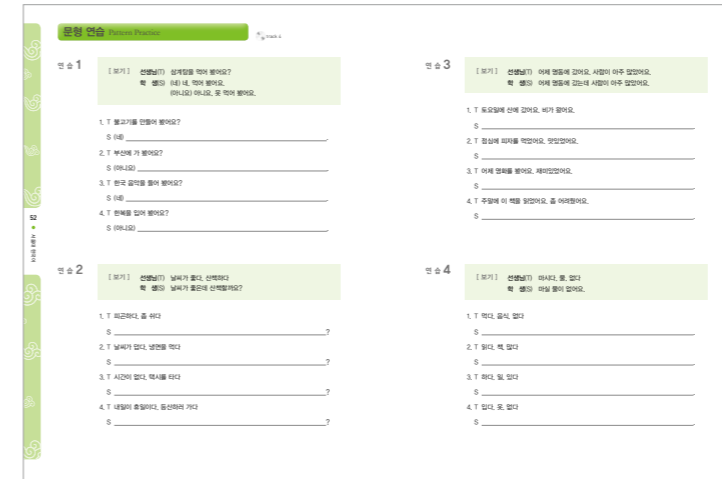 문형 연습 Pattern Practice
연 습 1
[ 보기 ] 선생님(T) 삼계탕을 먹어 봤어요?
학 생(S) (네) 네, 먹어 봤어요.
(아니요) 아니요, 못 먹어 봤어요.
1. T 불고기를 만들어 봤어요?
S (네)
2. T 부산에 가 봤어요?
S (아니요)
3. T 한국 음악을 들어 봤어요?
S (네)
4. T 한복을 입어 봤어요?
S (아니요)
연 습 2
[ 보기 ] 선생님(T) 날씨가 좋다, 산책하다
학 생(S) 날씨가 좋은데 산책할까요?
1. T 피곤하다, 좀 쉬다
S ?
2. T 날씨가 덥다, 냉면을 먹다
S ?
3. T 시간이 없다, 택시를 타다
S ?
4. T 내일이 휴일이다, 등산하러 가다
S ?
연 습 3
[ 보기 ] 선생님(T) 어제 명동에 갔어요. 사람이 아주 많았어요.
학 생(S) 어제 명동에 갔는데 사람이 아주 많았어요.
1. T 토요일에 산에 갔어요. 비가 왔어요.
S
2. T 점심에 피자를 먹었어요. 맛있었어요.
S
3. T 어제 영화를 봤어요. 재미있었어요.
S
4. T 주말에 이 책을 읽었어요. 좀 어려웠어요.
S
연 습 4
[ 보기 ] 선생님(T) 마시다, 물, 없다
학 생(S) 마실 물이 없어요.
1. T 먹다, 음식, 없다
S
2. T 읽다, 책, 많다
S
3. T 하다, 일, 있다
S
4. T 입다, 옷, 없다
S
52